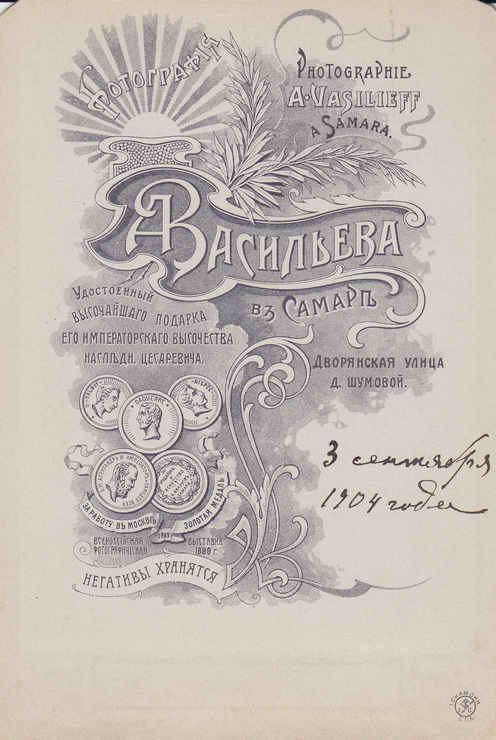 Фотографія
PHOTOGRAPHIE
A. VASILIEFF
A SAMARA.
А. Васильева
въ Самарѣ
Удостоенный
высочайшаго подарка
его императорскаго высочества
наслѣдн. цесаревича.
Дворянская улица
д. Шумовой.
3 сентября
1904 года
ЗА РАБОТУ ВЪ МОСКВѢ
ЗОЛОТАЯ МЕДАЛЬ
ВСЕРОССІЙСКАЯ ВЫСТАВКА
ФОТОГРАФИЧЕСКАЯ
НЕГАТИВЫ ХРАНЯТСЯ